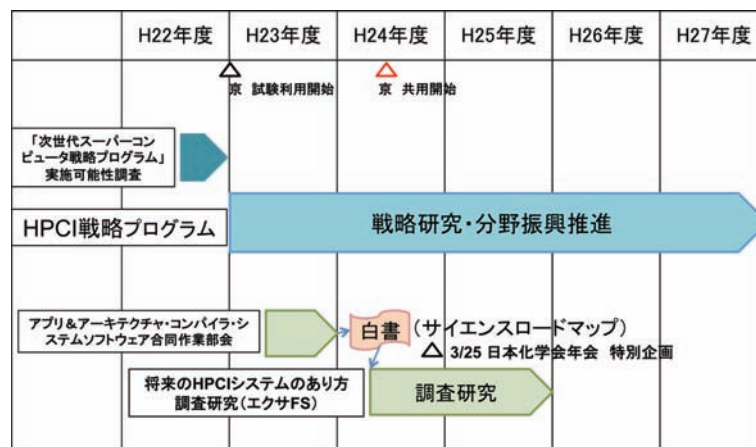 H22年度 H23年度 H24年度 H25年度 H26年度 H27年度
京 試験利用開始 京 共用開始
「次世代スーパーコン
ピュータ戦略プログラム」
実施可能性調査
HPCI戦略プログラム
戦略研究・分野振興推進
アプリ&アーキテクチャ・コンパイラ・シ
ステムソフトウェア合同作業部会
白書
(サイエンスロードマップ)
3/25 日本化学会年会 特別企画
将来のHPCIシステムのあり方
調査研究(エクサFS)
調査研究